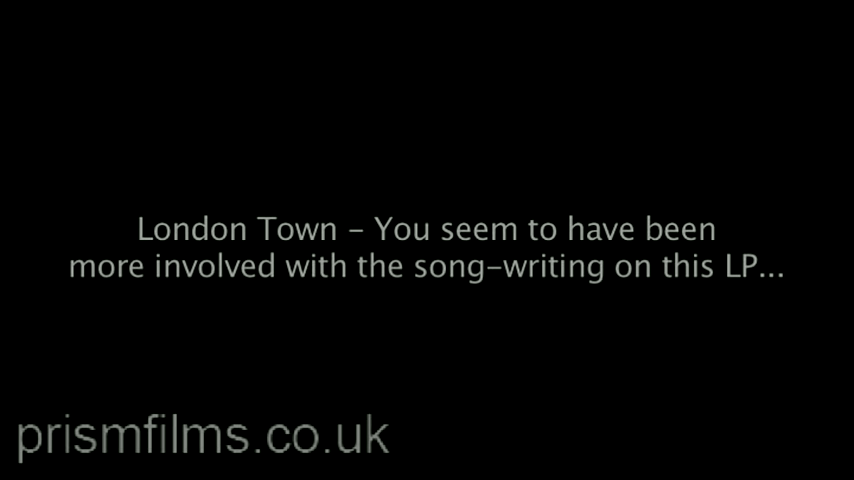 London Town – You seem to have been
more involved with the song–writing on this LP...
prismfilms.co.uk